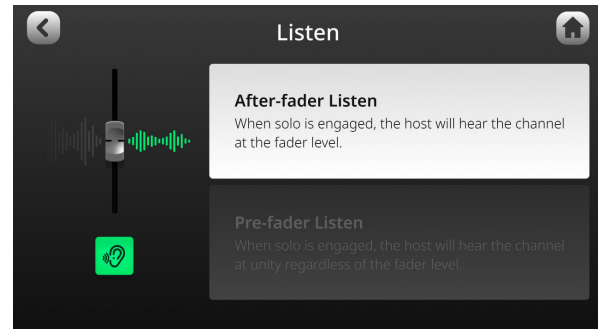 Listen
After-fader Listen
When solo is engaged, the host will hear the channel
at the fader level.
Pre-fader Listen
When solo is engaged, the host will hear the channel
at unity regardless of the fader level.